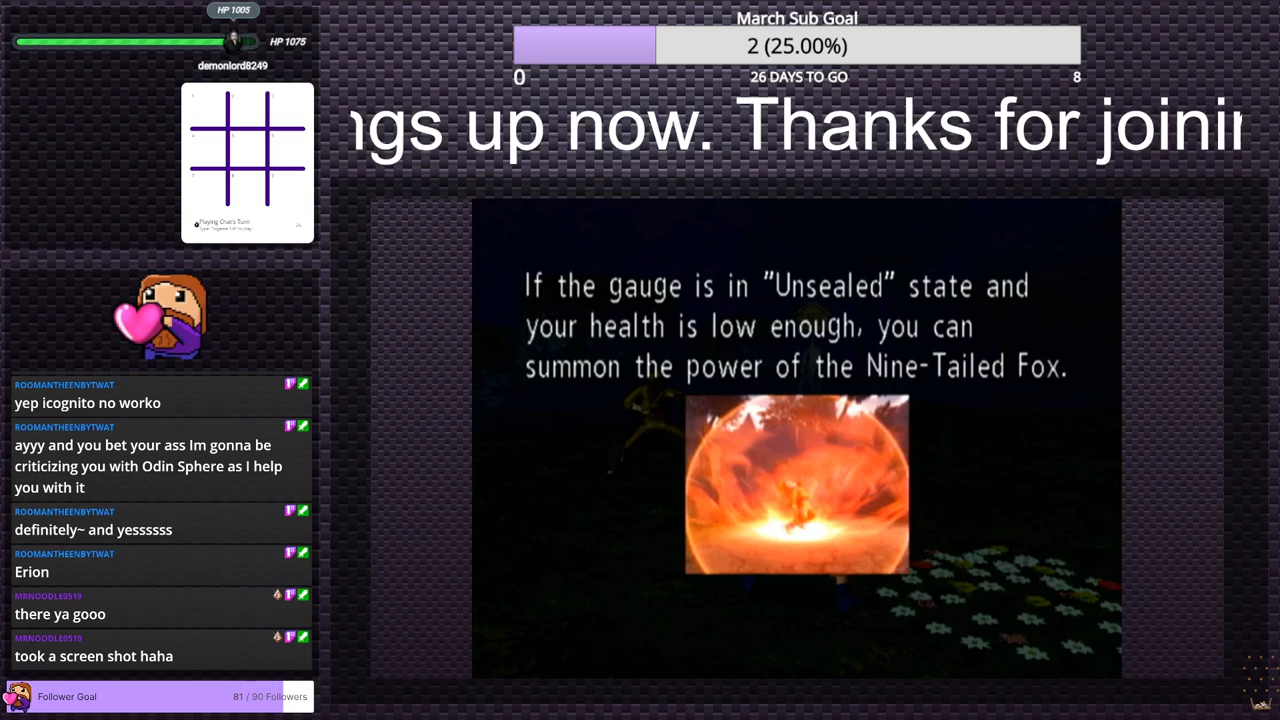 HP 1005
HP 1075
demonlord8249
March Sub Goal
2 (25.00%)
0
26 DAYS TO GO
8
ngs up now. Thanks for joinin
Playing Chat's Turn
If the gauge is in "Unsealed" state and
your health is low enough, you can
summon the power of the Nine-Tailed Fox.
ROOMANTHEENBYTWAT
yep icognito no worko
ROOMANTHEENBYTWAT
ayyy and you bet your ass Im gonna be
criticizing you with Odin Sphere as I help
you with it
ROOMANTHEENBYTWAT
definitely~ and yessssss
ROOMANTHEENBYTWAT
Erion
MRNOODLE0519
there ya gooo
MRNOODLE0519
took a screen shot haha
Follower Goal
81 / 90 Followers